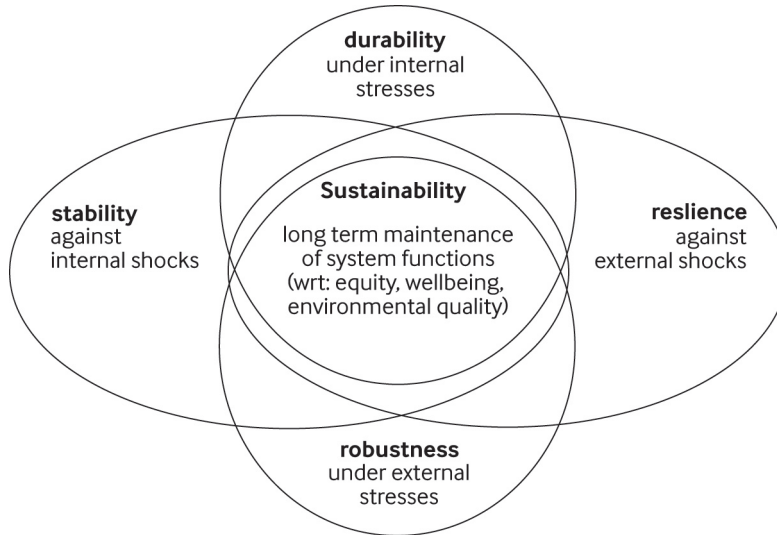 durability
under internal
stresses
Sustainability
long term maintenance
of system functions
(wrt: equity, wellbeing,
environmental quality)
stability
against
internal shocks
reslience
against
external shocks
robustness
under external
stresses